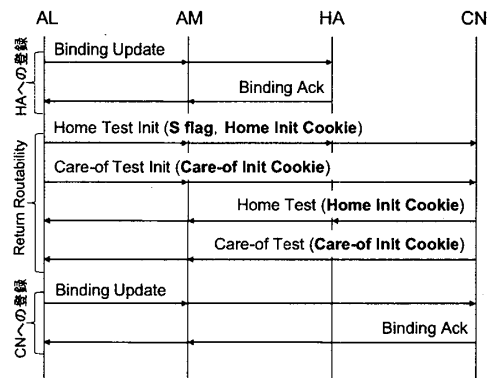 AL AM HA CN
HAへの登録
Binding Update
Binding Ack
Return Routability
Home Test Init (S flag, Home Init Cookie)
Care-of Test Init (Care-of Init Cookie)
Home Test (Home Init Cookie)
Care-of Test (Care-of Init Cookie)
CNへの登録
Binding Update
Binding Ack